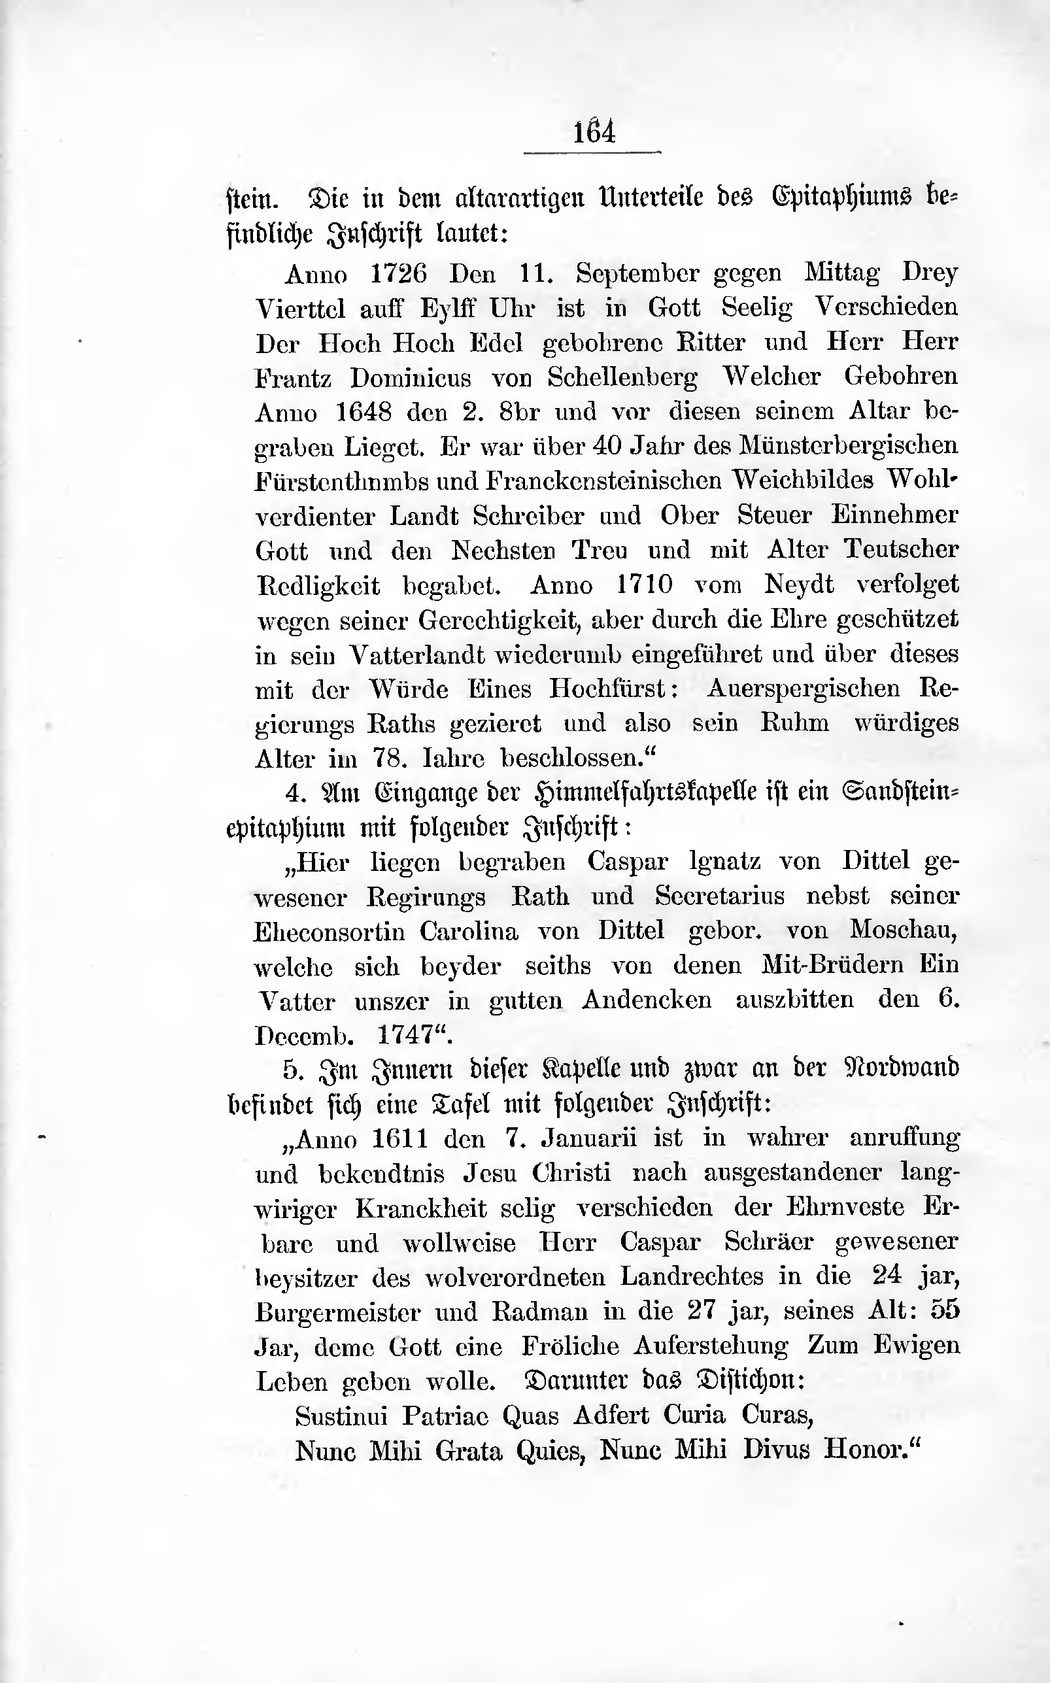 164
stein. Die in dem altarartigen Unterteile des Epitaphiums be-
findliche Inschrift lautet:
Anno 1726 Den 11. September gegen Mittag Drey
Vierttel auff Eylff Uhr ist in Gott Seelig Verschieden
Der Hoch Hoch Edel gebohrene Ritter und Herr Herr
Frantz Dominicus von Schellenberg Welcher Gebohren
Anno 1648 den 2. 8br und vor diesen seinem Altar be-
graben Lieget. Er war über 40 Jahr des Münsterbergischen
Fürstenthnmbs und Franckensteinischen Weichbildes Wohl-
verdienter Landt Schreiber und Ober Steuer Einnehmer
Gott und den Nechsten Treu und mit Alter Teutscher
Redligkeit begabet. Anno 1710 vom Neydt verfolget
wegen seiner Gerechtigkeit, aber durch die Ehre geschützet
in sein Vatterlandt wiederumb eingeführet und über dieses
mit der Würde Eines Hochfürst: Auerspergischen Re-
gierungs Raths gezieret und also sein Ruhm würdiges
Alter im 78. Iahre beschlossen.“
4. Am Eingange der Himmelfahrtskapelle ist ein Sandstein-
epitaphium mit folgender Inschrift:
„Hier liegen begraben Caspar Ignatz von Dittel ge-
wesener Regirungs Rath und Secretarius nebst seiner
Eheconsortin Carolina von Dittel gebor. von Moschau,
welche sich beyder seiths von denen Mit-Brüdern Ein
Vatter unszer in gutten Andencken auszbitten den 6.
Decemb. 1747“.
5. Im Innern dieser Kapelle und zwar an der Nordwand
befindet sich eine Tafel mit folgender Inschrift:
„Anno 1611 den 7. Januarii ist in wahrer anruffung
und bekendtnis Jesu Christi nach ausgestandener lang-
wiriger Kranckheit selig verschieden der Ehrnveste Er-
bare und wollweise Herr Caspar Schräer gewesener
beysitzer des wolverordneten Landrechtes in die 24 jar,
Burgermeister und Radman in die 27 jar, seines Alt: 55
Jar, deme Gott eine Fröliche Auferstehung Zum Ewigen
Leben geben wolle. Darunter das Distichon:
Sustinui Patriae Quas Adfert Curia Curas,
Nunc Mihi Grata Quies, Nunc Mihi Divus Honor.“